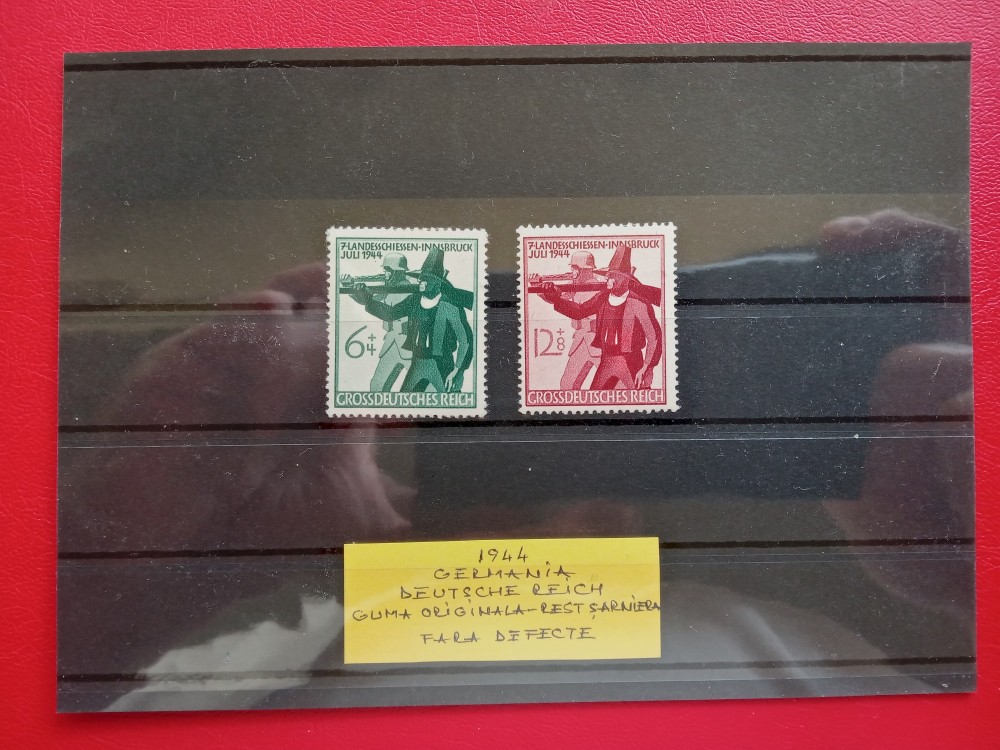 7·LANDESSCHIESSEN·INNSBRUCK
JULI 1944
6+4
GROSSDEUTSCHES REICH
7·LANDESSCHIESSEN·INNSBRUCK
JULI 1944
12+8
GROSSDEUTSCHES REICH
1944
GERMANIA
DEUTSCHE REICH
GUMA ORIGINALA-REST ȘARNIERA
FARA DEFECTE